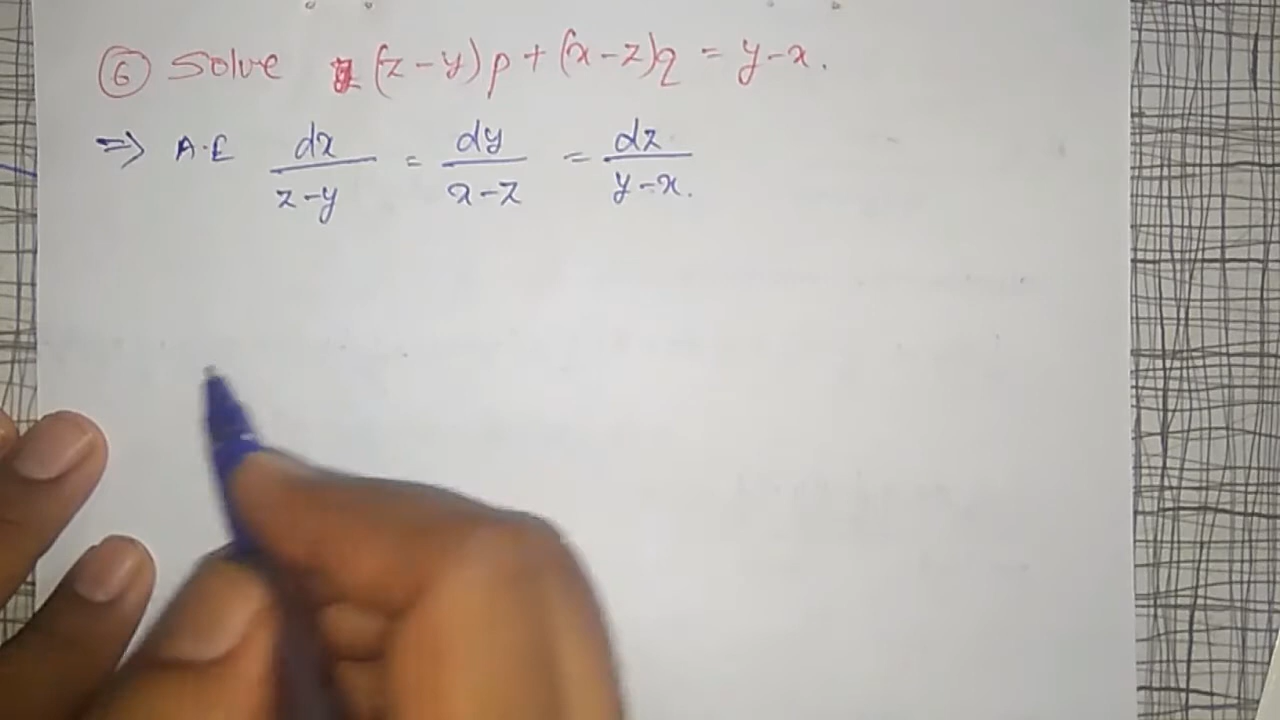 ⑥ Solve (z-y)p+(x-z)q = y-x.
⇒ A.E dx/z-y = dy/x-z = dz/y-x.